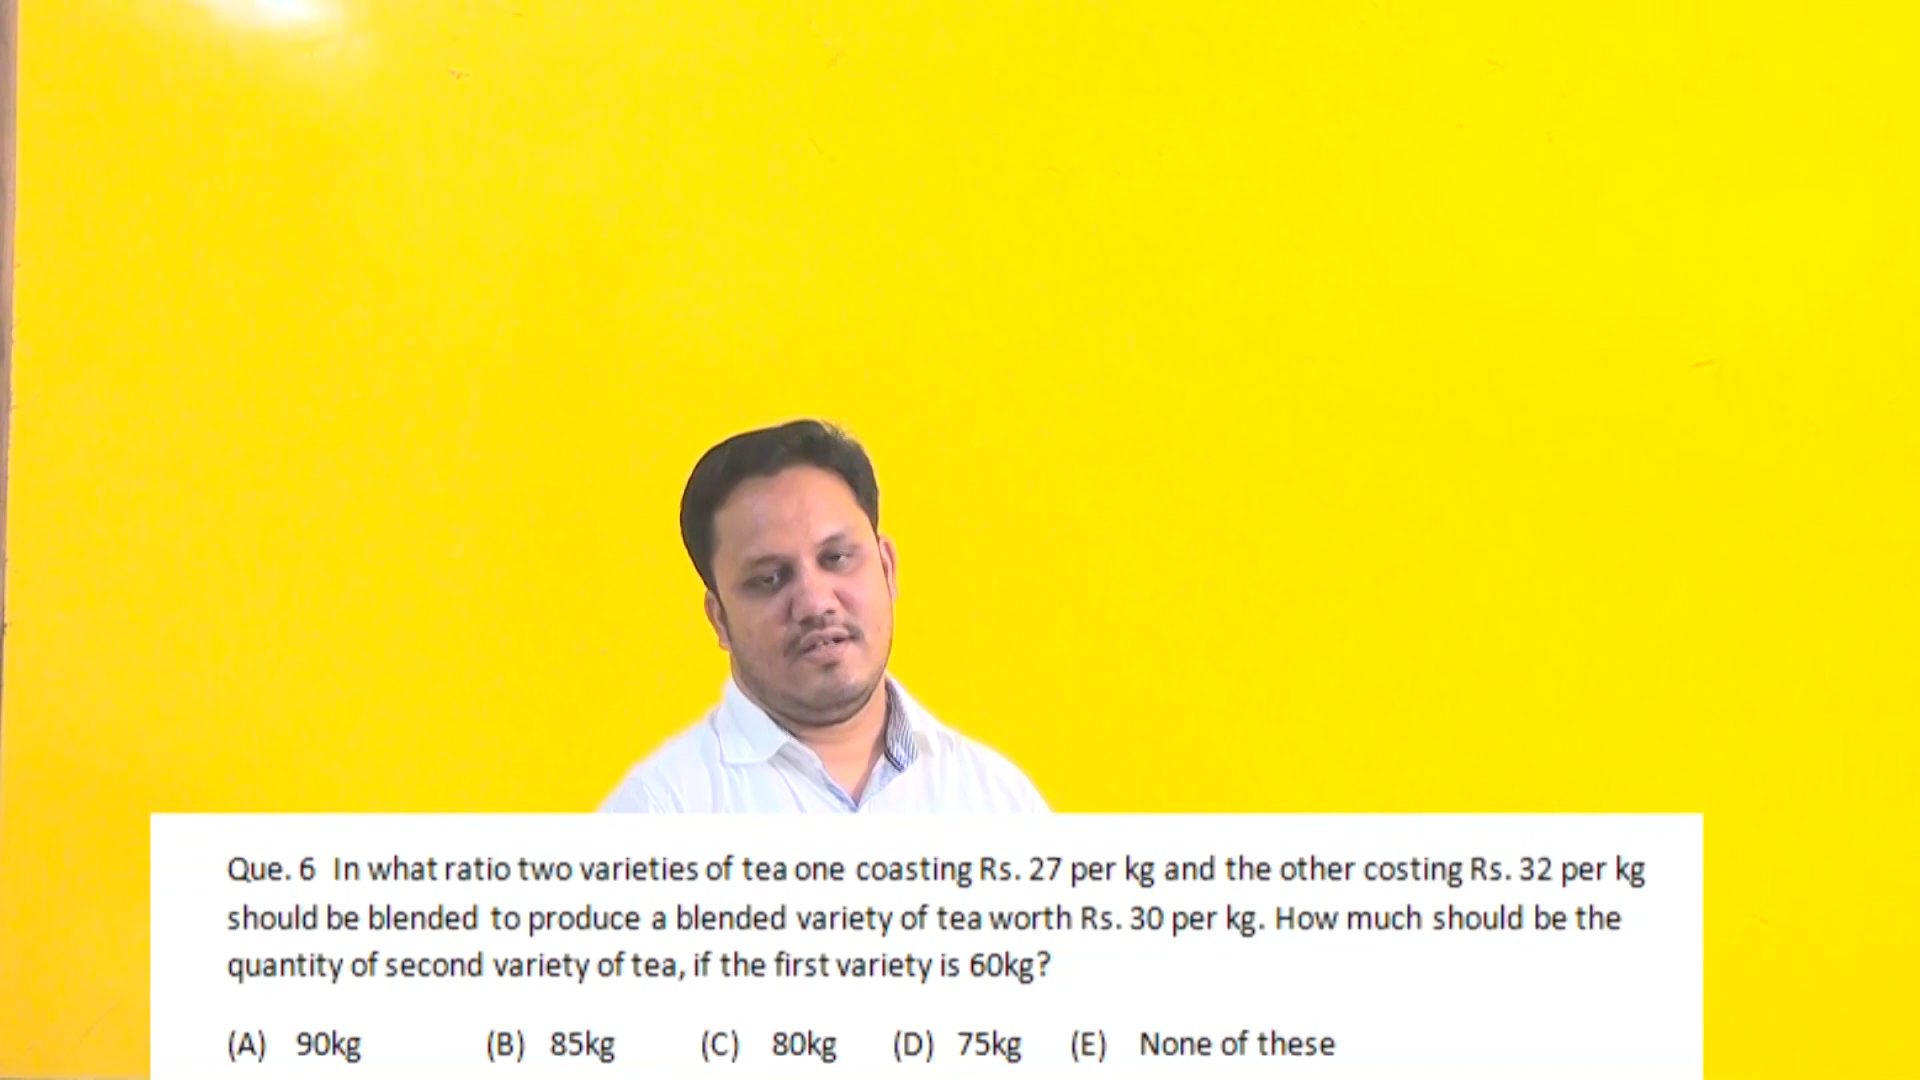 Que. 6 In what ratio two varieties of tea one coasting Rs. 27 per kg and the other costing Rs. 32 per kg
should be blended to produce a blended variety of tea worth Rs. 30 per kg. How much should be the
quantity of second variety of tea, if the first variety is 60kg?
(A) 90kg (B) 85kg (C) 80kg (D) 75kg (E) None of these